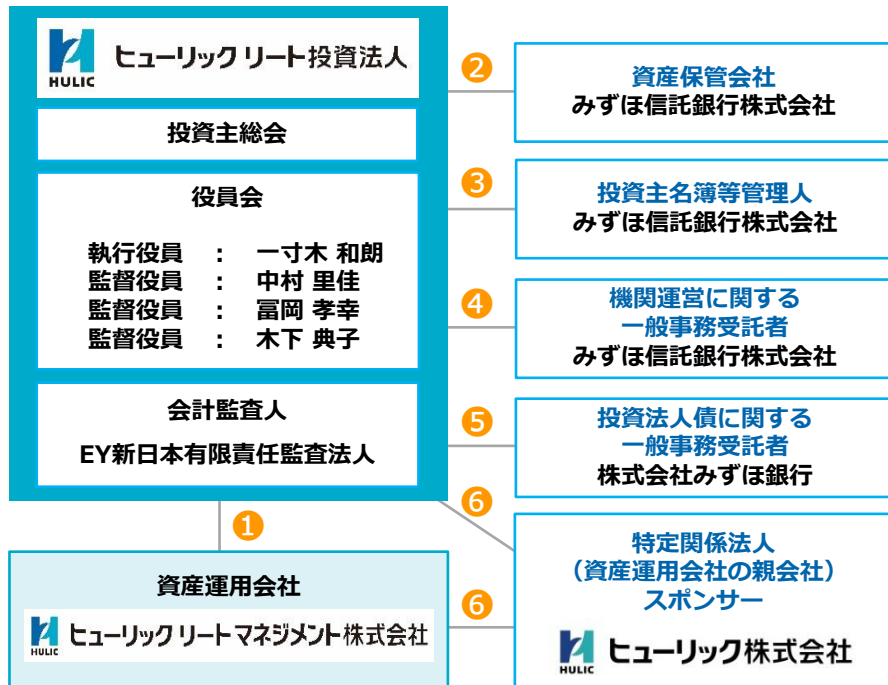 HULIC
ヒューリック リート投資法人
投資主総会
役員会
執行役員 : 一寸木 和朗
監督役員 : 中村 里佳
監督役員 : 冨岡 孝幸
監督役員 : 木下 典子
会計監査人
EY新日本有限責任監査法人
❷
資産保管会社
みずほ信託銀行株式会社
❸
投資主名簿等管理人
みずほ信託銀行株式会社
❹
機関運営に関する
一般事務受託者
みずほ信託銀行株式会社
❺
投資法人債に関する
一般事務受託者
株式会社みずほ銀行
❻
❶
資産運用会社
HULIC
ヒューリック リートマネジメント株式会社
❻
特定関係法人
（資産運用会社の親会社）
スポンサー
HULIC
ヒューリック株式会社